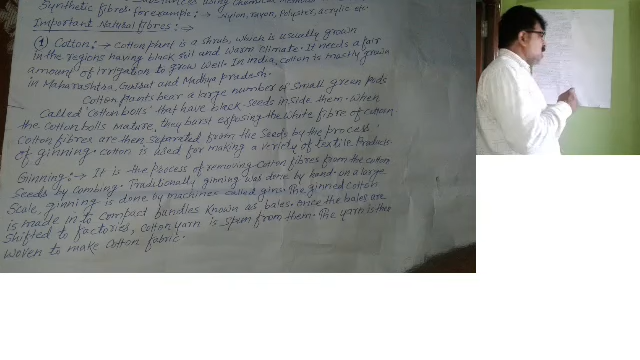 Substances using Chemical
Synthetic Fibre. For example :→ Nylon, Rayon, Polyster, acrylic etc.
Important Natural fibres :→
(1) Cotton :→ Cotton plant is a shrub, which is usually grown
in the regions having black soil and warm climate. It needs a fair
amount of irrigation to grow well. In India, cotton is mostly grown
in Maharashtra, Gujrat and Madhya pradesh.
Cotton plants bear a large number of small green pods
Called 'Cotton bolls' that have black seeds inside them. When
the cotton bolls mature, they burst exposing the white fibre of cotton
Cotton fibres are then separated from the seeds by the process
of ginning. Cotton is used for making a variety of textile Products.
Ginning :→ It is the process of removing cotton fibres from the cotton
Seeds by Combing. Traditionally ginning was done by hand. on a large
Scale, ginning is done by machines called gins. The ginned cotton
is made in to compact bundles known as bales. once the bales are
Shifted to factories, cotton yarn is spun from them. The yarn is then
woven to make cotton fabric.